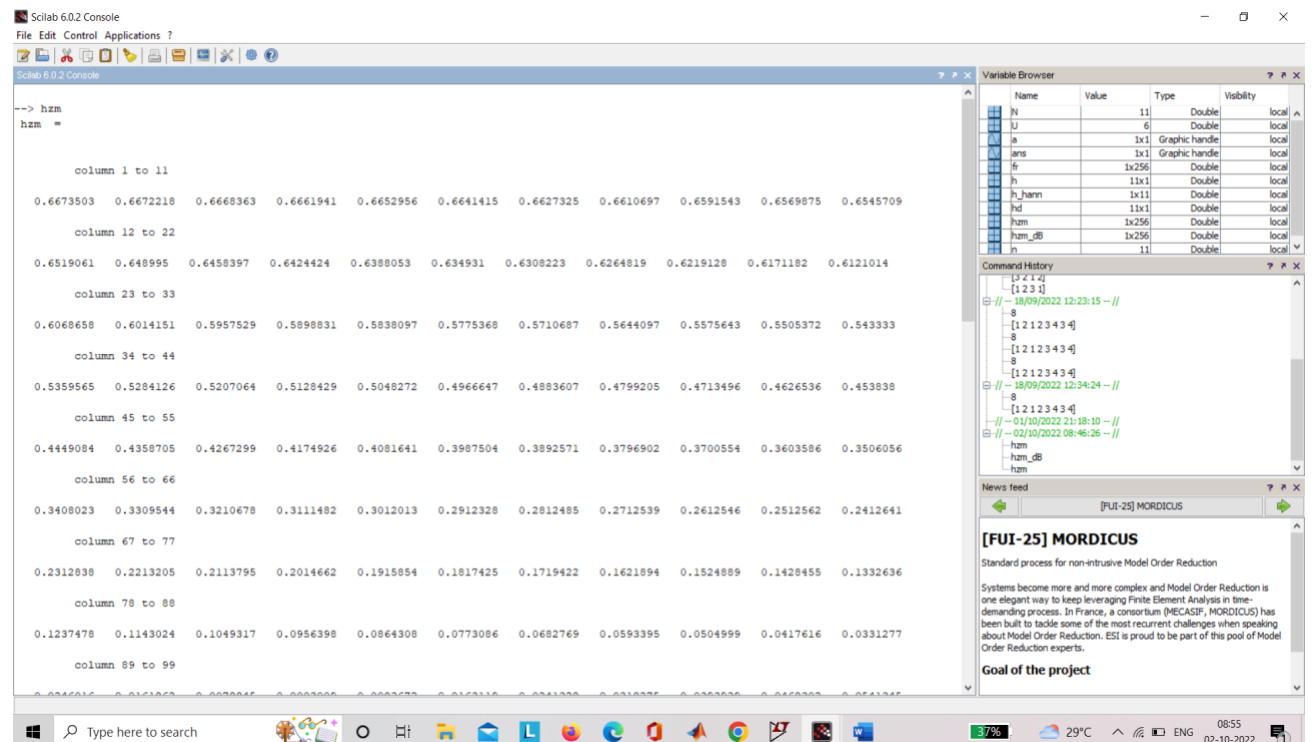 Scilab 6.0.2 Console
File Edit Control Applications ?
Scilab 6.0.2 Console
--> hzm
hzm =
column 1 to 11
0.6673503 0.6672218 0.6668363 0.6661941 0.6652956 0.6641415 0.6627325 0.6610697 0.6591543 0.6569875 0.6545709
column 12 to 22
0.6519061 0.648995 0.6458397 0.6424424 0.6388053 0.634931 0.6308223 0.6264819 0.6219128 0.6171182 0.6121014
column 23 to 33
0.6068658 0.6014151 0.5957529 0.5898831 0.5838097 0.5775368 0.5710687 0.5644097 0.5575643 0.5505372 0.543333
column 34 to 44
0.5359565 0.5284126 0.5207064 0.5128429 0.5048272 0.4966647 0.4883607 0.4799205 0.4713496 0.4626536 0.453838
column 45 to 55
0.4449084 0.4358705 0.4267299 0.4174926 0.4081641 0.3987504 0.3892571 0.3796902 0.3700554 0.3603586 0.3506056
column 56 to 66
0.3408023 0.3309544 0.3210678 0.3111482 0.3012013 0.2912328 0.2812485 0.2712539 0.2612546 0.2512562 0.2412641
column 67 to 77
0.2312838 0.2213205 0.2113795 0.2014662 0.1915854 0.1817425 0.1719422 0.1621894 0.1524889 0.1428455 0.1332636
column 78 to 88
0.1237478 0.1143024 0.1049317 0.0956398 0.0864308 0.0773086 0.0682769 0.0593395 0.0504999 0.0417616 0.0331277
column 89 to 99
Variable Browser
Name Value Type Visibility
N 11 Double local
U 6 Double local
a 1x1 Graphic handle local
ans 1x1 Graphic handle local
fr 1x256 Double local
h 11x1 Double local
h_hann 1x11 Double local
hd 11x1 Double local
hzm 1x256 Double local
hzm_dB 1x256 Double local
n 11 Double local
Command History
[3 2 1 2]
[1 2 3 1]
// -- 18/09/2022 12:23:15 -- //
8
[1 2 1 2 3 4 3 4]
8
[1 2 1 2 3 4 3 4]
8
[1 2 1 2 3 4 3 4]
// -- 18/09/2022 12:34:24 -- //
8
[1 2 1 2 3 4 3 4]
// -- 01/10/2022 21:18:10 -- //
// -- 02/10/2022 08:46:26 -- //
hzm
hzm_dB
hzm
News feed
[FUI-25] MORDICUS
[FUI-25] MORDICUS
Standard process for non-intrusive Model Order Reduction
Systems become more and more complex and Model Order Reduction is
one elegant way to keep leveraging Finite Element Analysis in time-
demanding process. In France, a consortium (MECASIF, MORDICUS) has
been built to tackle some of the most recurrent challenges when speaking
about Model Order Reduction. ESI is proud to be part of this pool of Model
Order Reduction experts.
Goal of the project
Type here to search
37%
29°C
ENG
08:55
02-10-2022